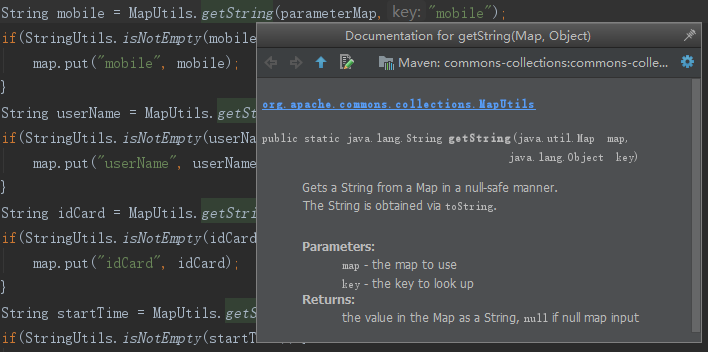 String mobile = MapUtils.getString(parameterMap, key: "mobile");
if(StringUtils.isNotEmpty(mobile
map.put("mobile", mobile);
}
String userName = MapUtils.getSt
if(StringUtils.isNotEmpty(userNa
map.put("userName", userName
}
String idCard = MapUtils.getStri
if(StringUtils.isNotEmpty(idCard
map.put("idCard", idCard);
}
String startTime = MapUtils.getS
if(StringUtils.isNotEmpty(startT
Documentation for getString(Map, Object)
Maven: commons-collections:commons-colle...
org.apache.commons.collections.MapUtils
public static java.lang.String getString(java.util.Map map,
java.lang.Object key)
Gets a String from a Map in a null-safe manner.
The String is obtained via toString.
Parameters:
map - the map to use
key - the key to look up
Returns:
the value in the Map as a String, null if null map input